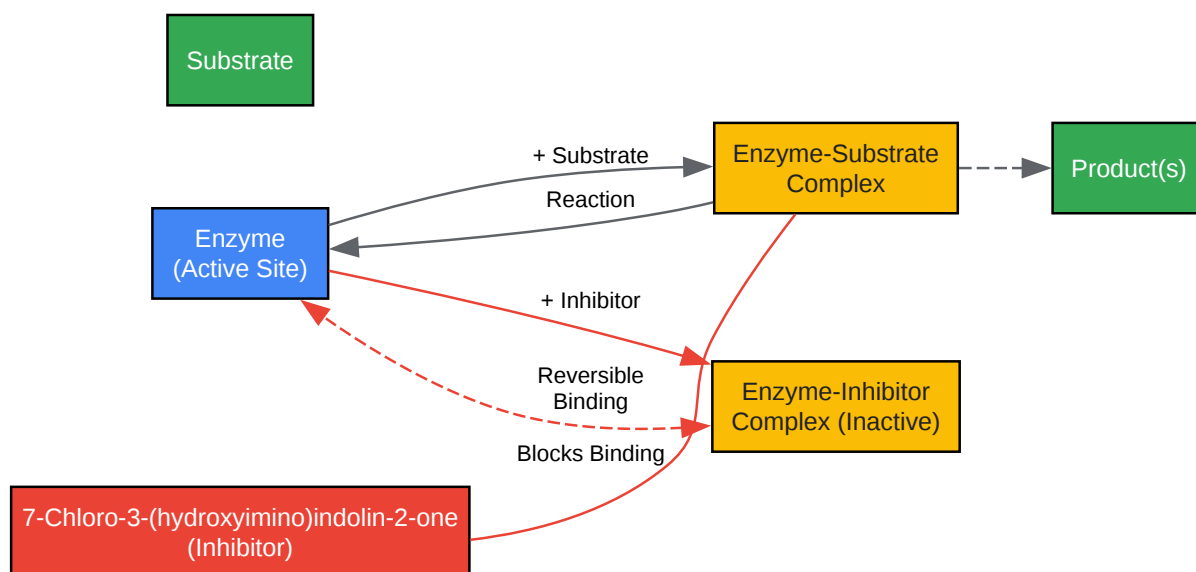 Substrate
+ Substrate
Enzyme-Substrate
Complex
Product(s)
Reaction
Enzyme
(Active Site)
+ Inhibitor
Reversible
Binding
Enzyme-Inhibitor
Complex (Inactive)
Blocks Binding
7-Chloro-3-(hydroxyimino)indolin-2-one
(Inhibitor)